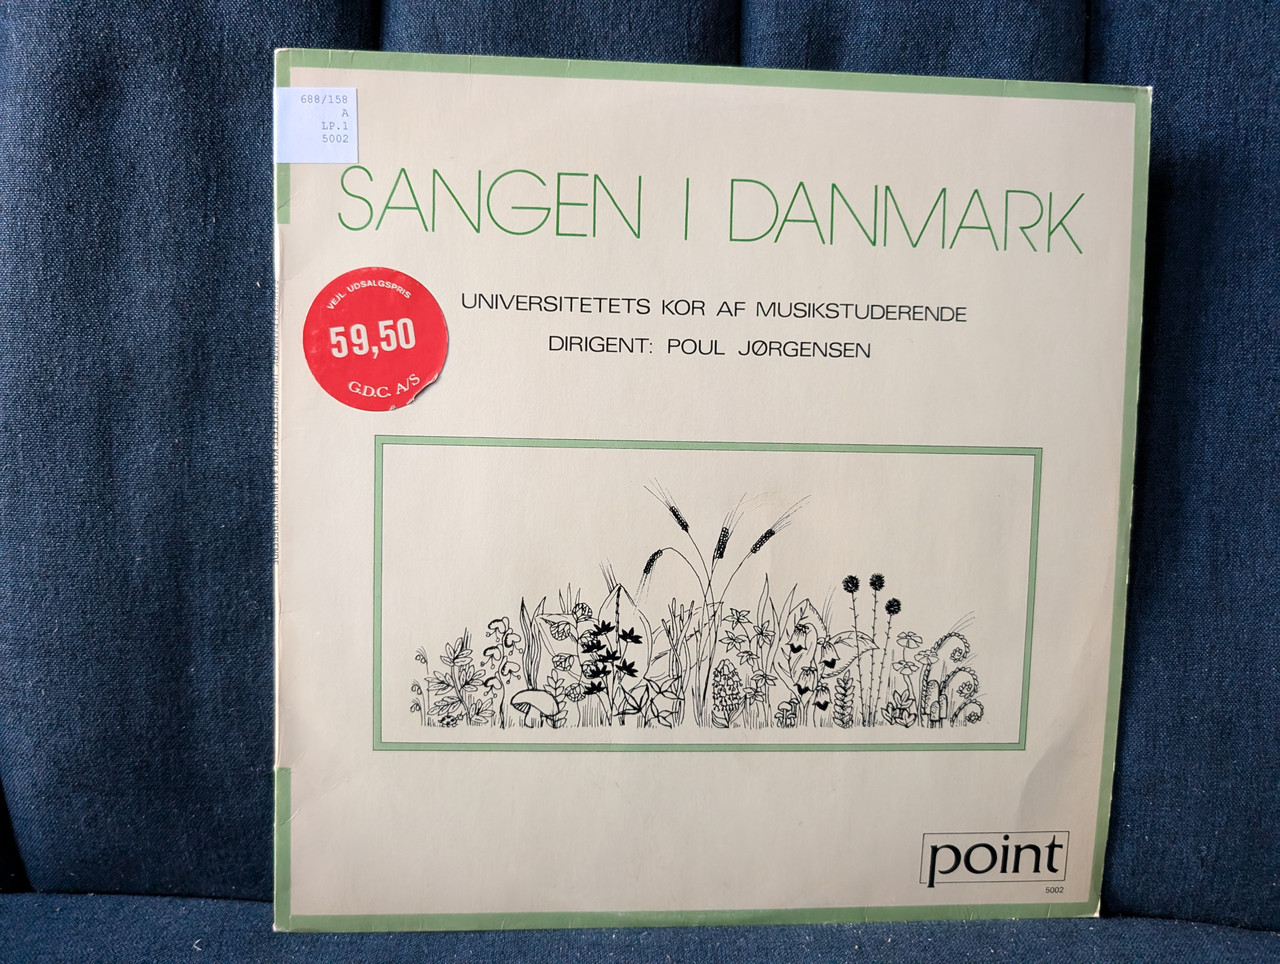 688/158
A
LP.1
5002
SANGEN I DANMARK
VEJL. UDSALGSPRIS
59,50
G.D.C. A/S
UNIVERSITETETS KOR AF MUSIKSTUDERENDE
DIRIGENT: POUL JØRGENSEN
point
5002